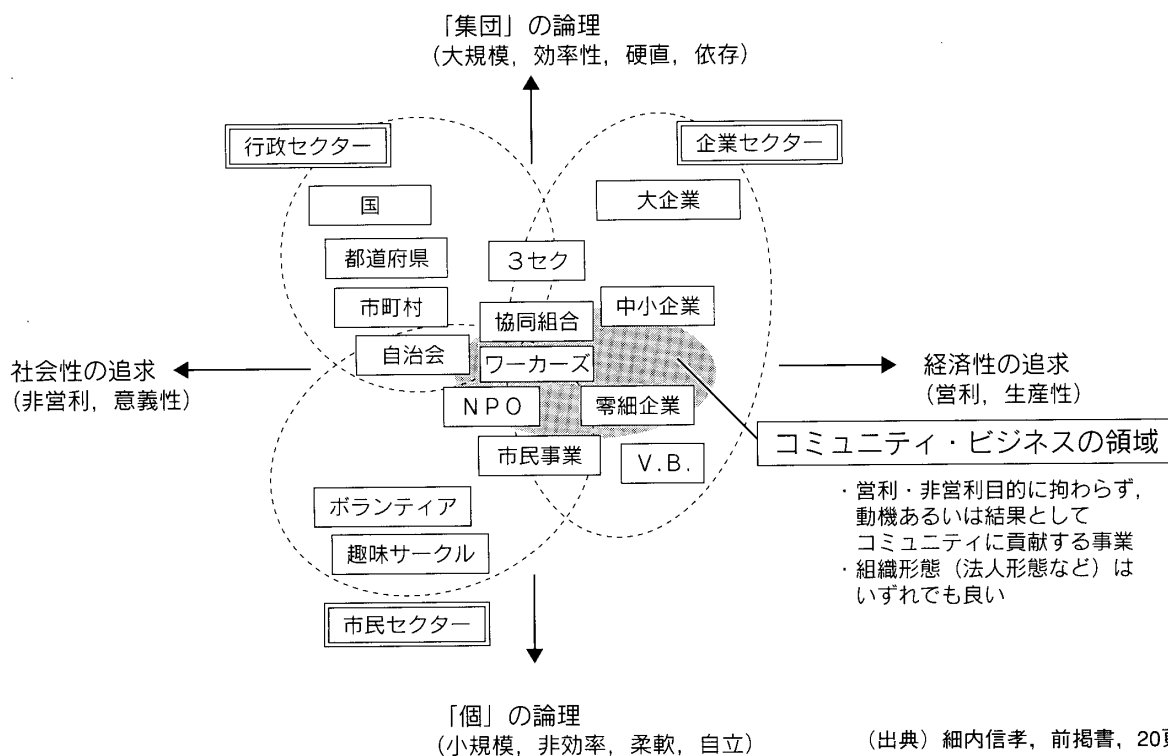 「集団」の論理
(大規模，効率性，硬直，依存)
行政セクター
企業セクター
国
大企業
都道府県
3セク
市町村
協同組合
中小企業
自治会
ワーカーズ
社会性の追求
(非営利，意義性)
経済性の追求
(営利，生産性)
NPO
零細企業
コミュニティ・ビジネスの領域
市民事業
V.B.
・営利・非営利目的に拘わらず，
動機あるいは結果として
コミュニティに貢献する事業
・組織形態（法人形態など）は
いずれでも良い
ボランティア
趣味サークル
市民セクター
「個」の論理
(小規模，非効率，柔軟，自立)
(出典) 細内信孝，前掲書，20